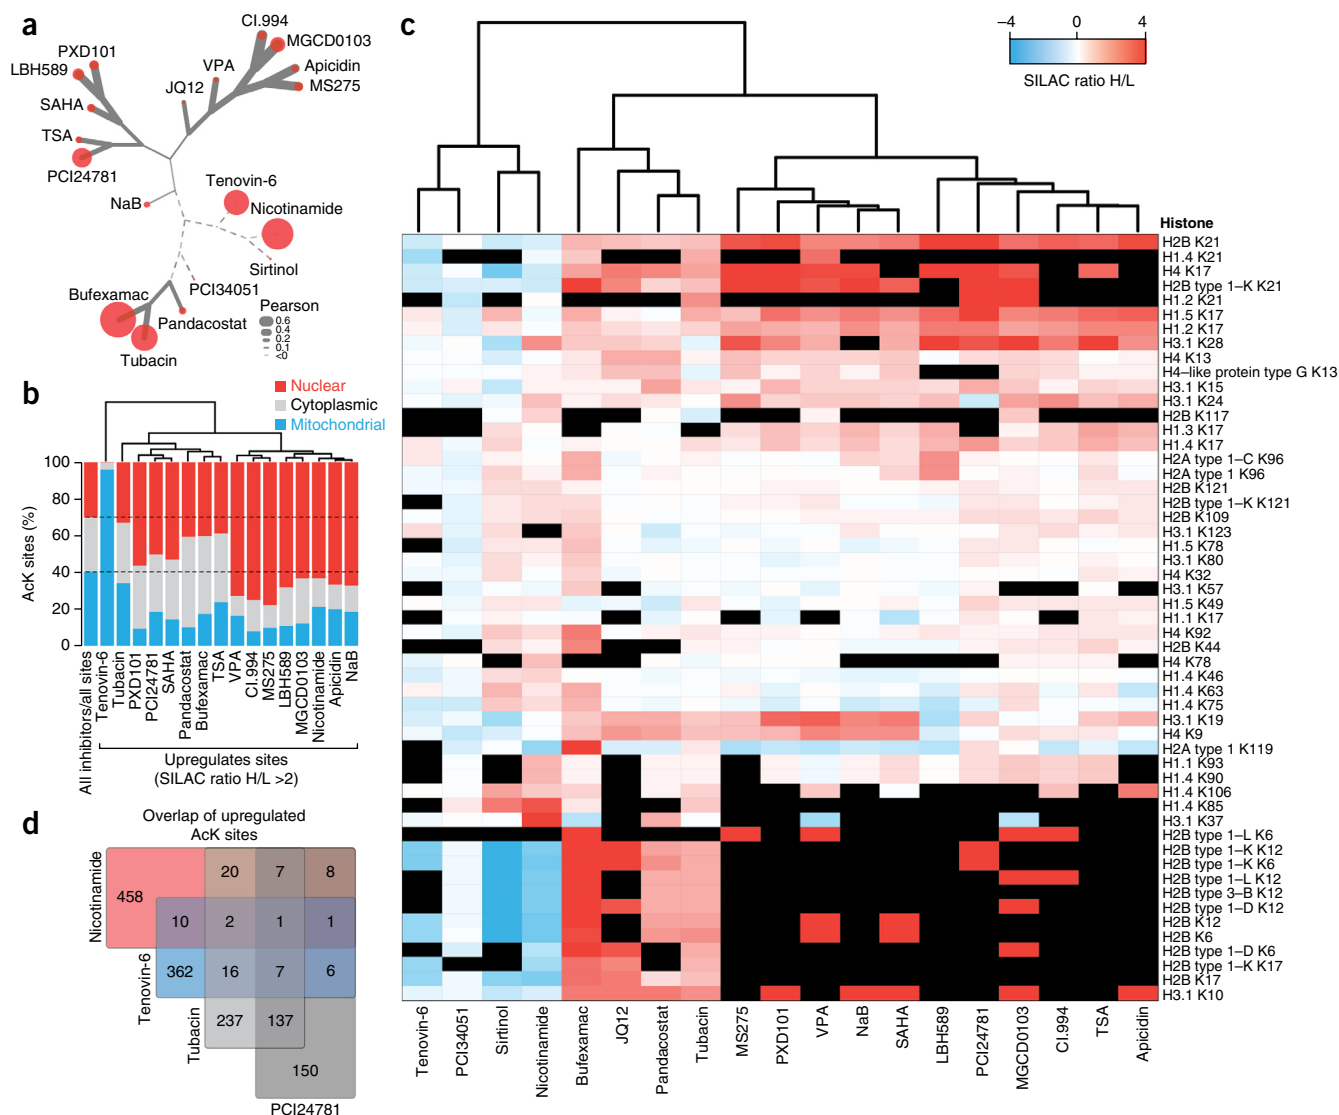 a
CI.994
MGCD0103
PXD101
LBH589
VPA
Apicidin
JQ12
MS275
SAHA
TSA
PCI24781
NaB
Tenovin-6
Nicotinamide
Sirtinol
PCI34051
Bufexamac
Pandacostat
Tubacin
Pearson
0.6
0.4
0.2
0.1
<0
b
Nuclear
Cytoplasmic
Mitochondrial
AcK sites (%)
100
80
60
40
20
0
All inhibitors/all sites
Tenovin-6
Tubacin
PXD101
PCI24781
SAHA
Pandacostat
Bufexamac
TSA
VPA
CI.994
MS275
LBH589
MGCD0103
Nicotinamide
Apicidin
NaB
Upregulates sites
(SILAC ratio H/L >2)
c
–4 0 4
SILAC ratio H/L
Histone
H2B K21
H1.4 K21
H4 K17
H2B type 1–K K21
H1.2 K21
H1.5 K17
H1.2 K17
H3.1 K28
H4 K13
H4–like protein type G K13
H3.1 K15
H3.1 K24
H2B K117
H1.3 K17
H1.4 K17
H2A type 1–C K96
H2A type 1 K96
H2B K121
H2B type 1–K K121
H2B K109
H3.1 K123
H1.5 K78
H3.1 K80
H4 K32
H3.1 K57
H1.5 K49
H1.1 K17
H4 K92
H2B K44
H4 K78
H1.4 K46
H1.4 K63
H1.4 K75
H3.1 K19
H4 K9
H2A type 1 K119
H1.1 K93
H1.4 K90
H1.4 K106
H1.4 K85
H3.1 K37
H2B type 1–L K6
H2B type 1–K K12
H2B type 1–K K6
H2B type 1–L K12
H2B type 3–B K12
H2B type 1–D K12
H2B K12
H2B K6
H2B type 1–D K6
H2B type 1–K K17
H2B K17
H3.1 K10
Tenovin–6
PCI34051
Sirtinol
Nicotinamide
Bufexamac
JQ12
Pandacostat
Tubacin
MS275
PXD101
VPA
NaB
SAHA
LBH589
PCI24781
MGCD0103
CI.994
TSA
Apicidin
d
Overlap of upregulated
AcK sites
Nicotinamide
Tenovin-6
Tubacin
PCI24781
458 20 7 8
10 2 1 1
362 16 7 6
237 137
150